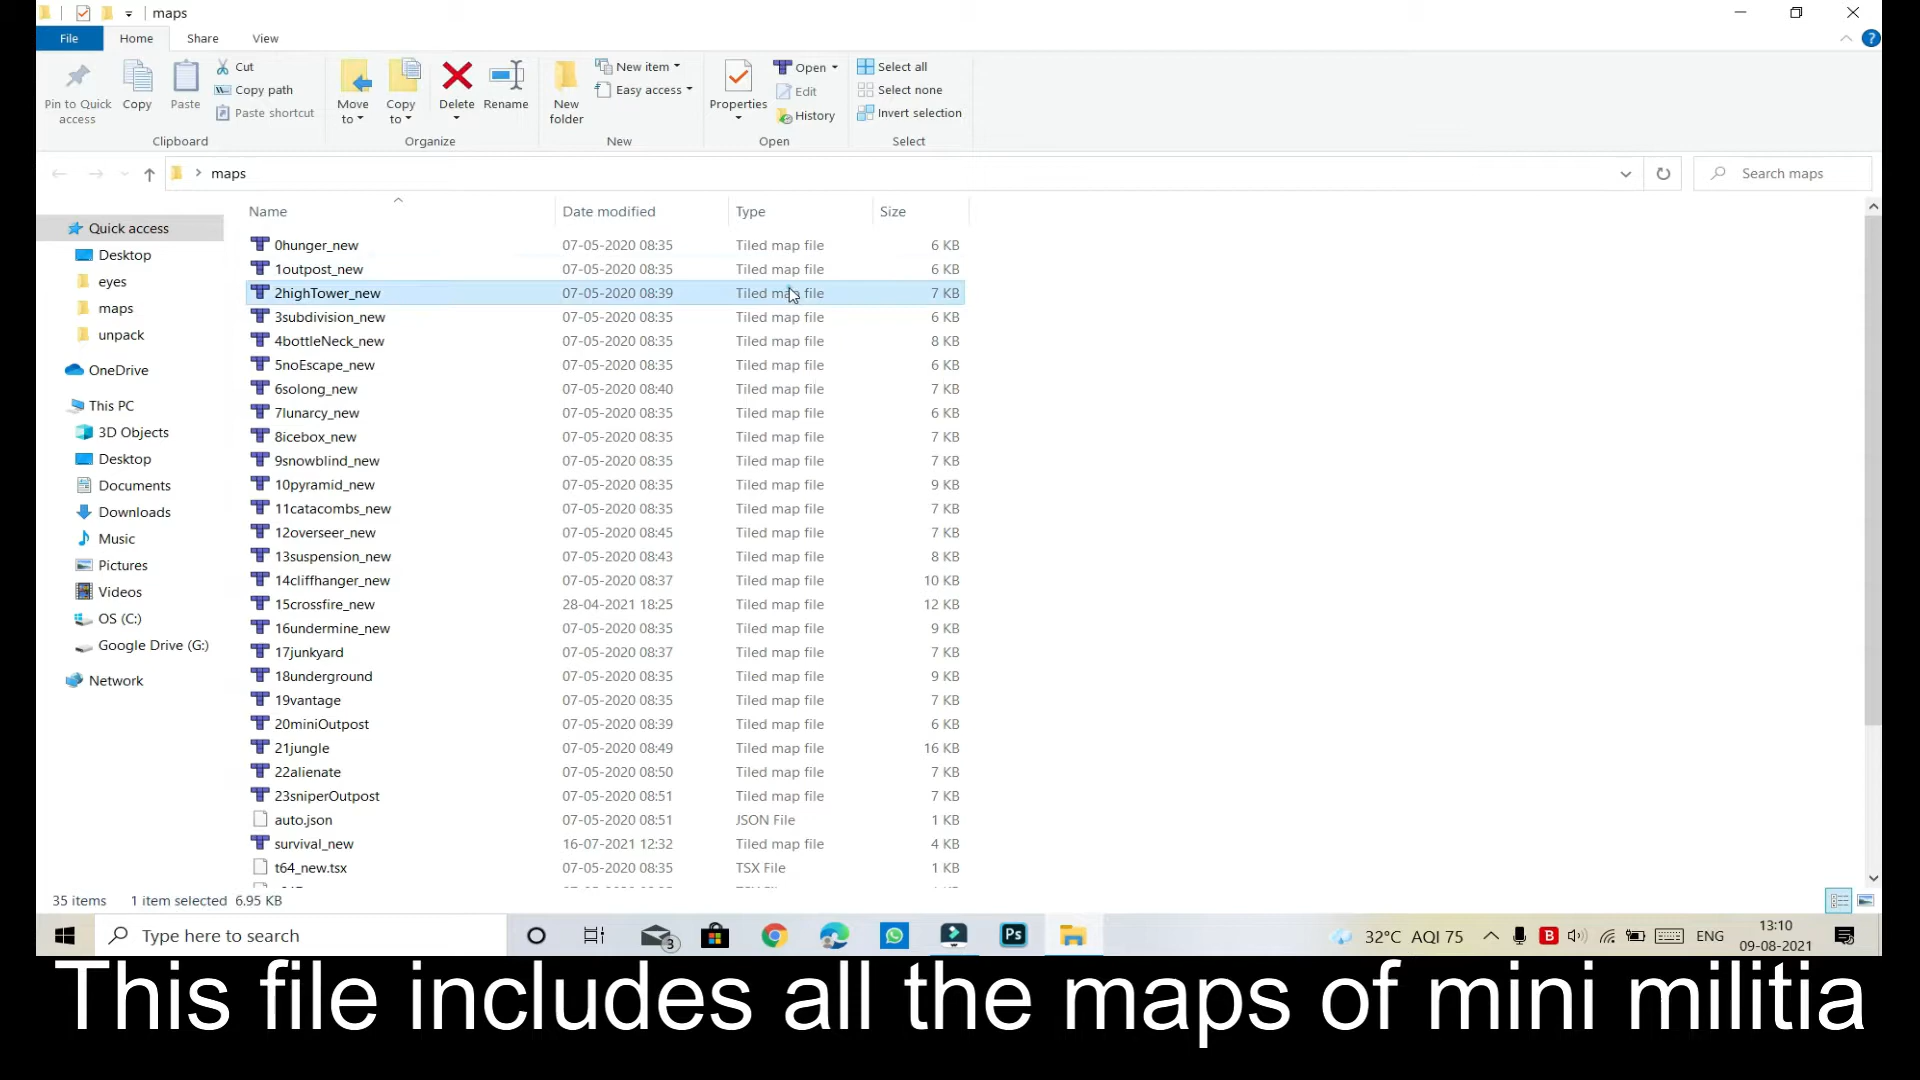 maps
File Home Share View
Pin to Quick access
Copy
Paste
Cut
Copy path
Paste shortcut
Clipboard
Move to
Copy to
Delete
Rename
Organize
New folder
New item
Easy access
New
Properties
Open
Edit
History
Open
Select all
Select none
Invert selection
Select
maps
Search maps
Quick access
Desktop
eyes
maps
unpack
OneDrive
This PC
3D Objects
Desktop
Documents
Downloads
Music
Pictures
Videos
OS (C:)
Google Drive (G:)
Network
Name Date modified Type Size
0hunger_new 07-05-2020 08:35 Tiled map file 6 KB
1outpost_new 07-05-2020 08:35 Tiled map file 6 KB
2highTower_new 07-05-2020 08:39 Tiled map file 7 KB
3subdivision_new 07-05-2020 08:35 Tiled map file 6 KB
4bottleNeck_new 07-05-2020 08:35 Tiled map file 8 KB
5noEscape_new 07-05-2020 08:35 Tiled map file 6 KB
6solong_new 07-05-2020 08:40 Tiled map file 7 KB
7lunarcy_new 07-05-2020 08:35 Tiled map file 6 KB
8icebox_new 07-05-2020 08:35 Tiled map file 7 KB
9snowblind_new 07-05-2020 08:35 Tiled map file 7 KB
10pyramid_new 07-05-2020 08:35 Tiled map file 9 KB
11catacombs_new 07-05-2020 08:35 Tiled map file 7 KB
12overseer_new 07-05-2020 08:45 Tiled map file 7 KB
13suspension_new 07-05-2020 08:43 Tiled map file 8 KB
14cliffhanger_new 07-05-2020 08:37 Tiled map file 10 KB
15crossfire_new 28-04-2021 18:25 Tiled map file 12 KB
16undermine_new 07-05-2020 08:35 Tiled map file 9 KB
17junkyard 07-05-2020 08:37 Tiled map file 7 KB
18underground 07-05-2020 08:35 Tiled map file 9 KB
19vantage 07-05-2020 08:35 Tiled map file 7 KB
20miniOutpost 07-05-2020 08:39 Tiled map file 6 KB
21jungle 07-05-2020 08:49 Tiled map file 16 KB
22alienate 07-05-2020 08:50 Tiled map file 7 KB
23sniperOutpost 07-05-2020 08:51 Tiled map file 7 KB
auto.json 07-05-2020 08:51 JSON File 1 KB
survival_new 16-07-2021 12:32 Tiled map file 4 KB
t64_new.tsx 07-05-2020 08:35 TSX File 1 KB
35 items 1 item selected 6.95 KB
Type here to search
3
Ps
32°C AQI 75
B
ENG
13:10
09-08-2021
This file includes all the maps of mini militia